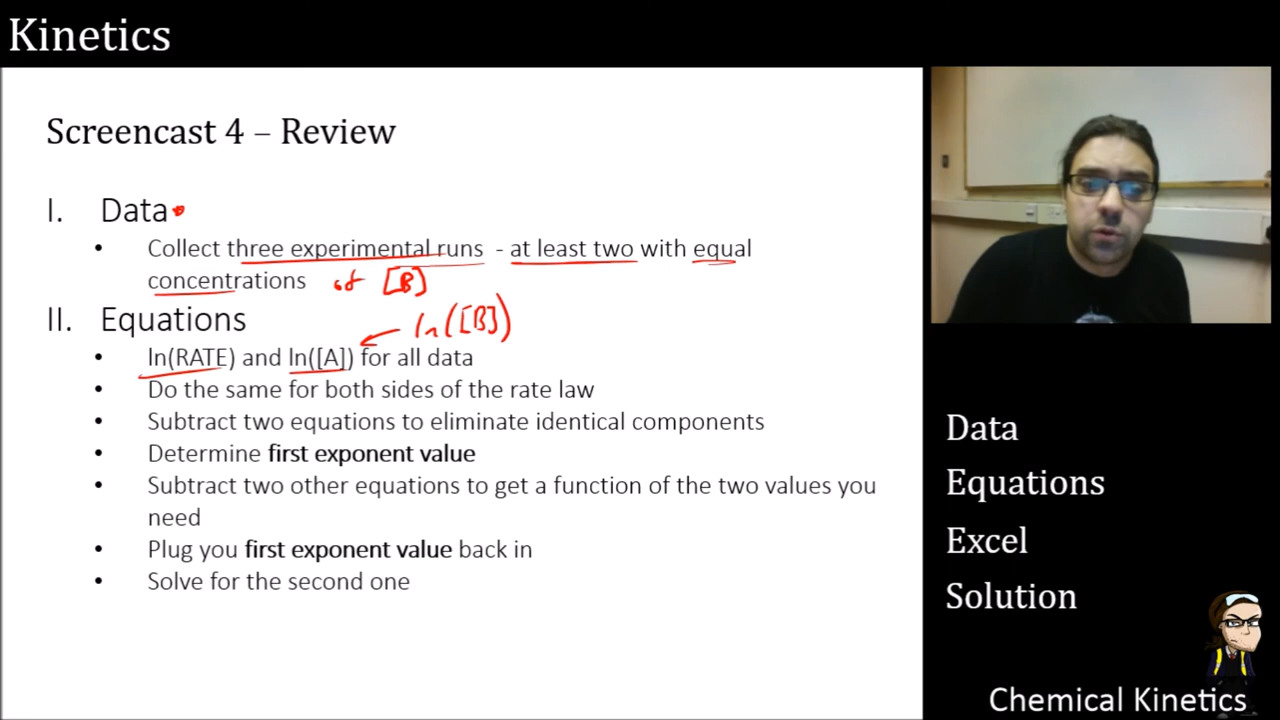 Kinetics
Screencast 4 – Review
I. Data
• Collect three experimental runs - at least two with equal
concentrations of [B]
II. Equations
ln([B])
• ln(RATE) and ln([A]) for all data
• Do the same for both sides of the rate law
• Subtract two equations to eliminate identical components
• Determine first exponent value
• Subtract two other equations to get a function of the two values you
need
• Plug you first exponent value back in
• Solve for the second one
Data
Equations
Excel
Solution
Chemical Kinetics